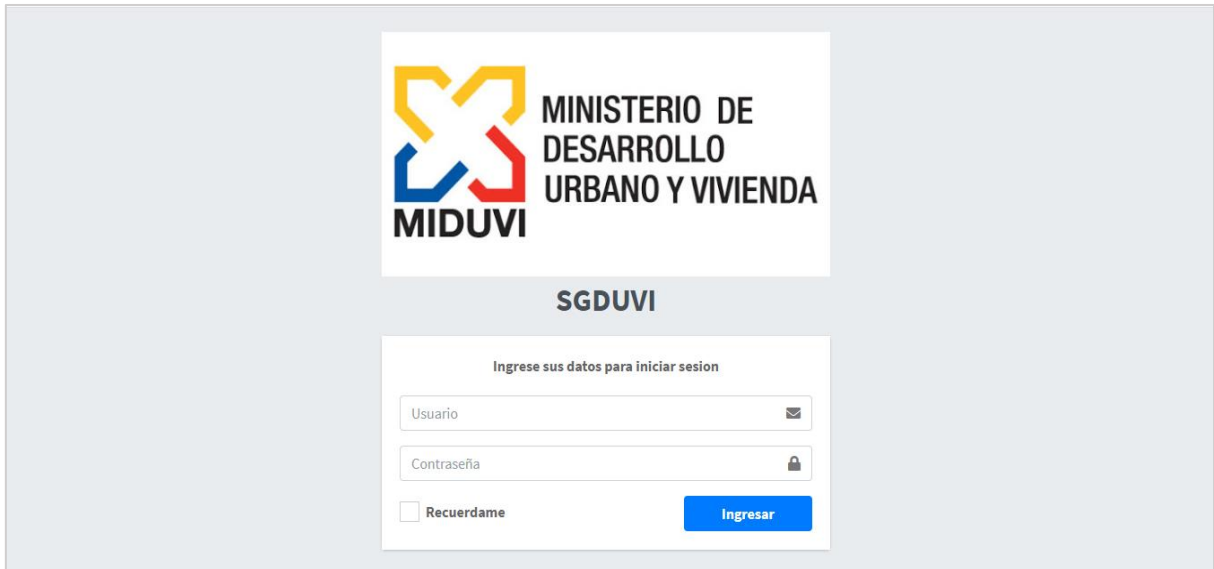 MINISTERIO DE
DESARROLLO
URBANO Y VIVIENDA
MIDUVI
SGDUVI
Ingrese sus datos para iniciar sesion
Usuario
Contraseña
Recuerdame
Ingresar